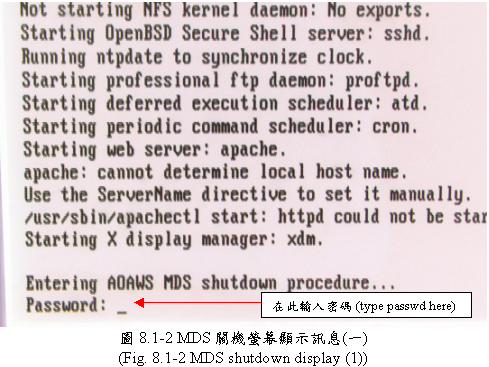 Not starting NFS kernel daemon: No exports.
Starting OpenBSD Secure Shell server: sshd.
Running ntpdate to synchronize clock.
Starting professional ftp daemon: proftpd.
Starting deferred execution scheduler: atd.
Starting periodic command scheduler: cron.
Starting web server: apache.
apache: cannot determine local host name.
Use the ServerName directive to set it manually.
/usr/sbin/apachectl start: httpd could not be star
Starting X display manager: xdm.
Entering AOAWS MDS shutdown procedure...
Password: _
在此輸入密碼 (type passwd here)
圖 8.1-2 MDS 關機螢幕顯示訊息(一)
(Fig. 8.1-2 MDS shutdown display (1))